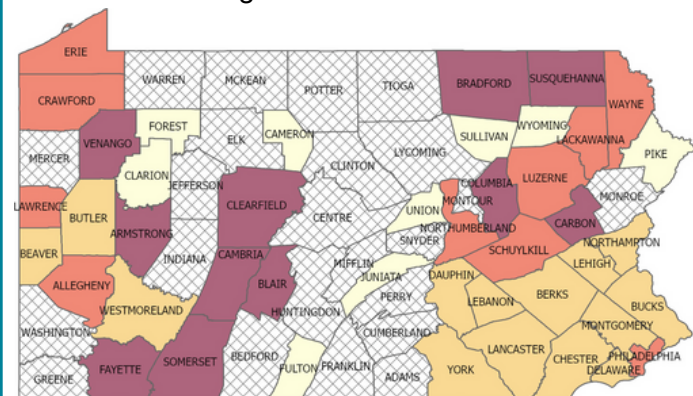 ERIE
WARREN
MCKEAN
POTTER
TIOGA
BRADFORD
SUSQUEHANNA
CRAWFORD
WAYNE
VENANGO
FOREST
ELK
CAMERON
LYCOMING
SULLIVAN
WYOMING
LACKAWANNA
PIKE
MERCER
CLARION
JEFFERSON
CLINTON
COLUMBIA
LUZERNE
MONROE
LAWRENCE
BUTLER
ARMSTRONG
CLEARFIELD
CENTRE
UNION
MONTOUR
CARBON
NORTHUMBERLAND
BEAVER
INDIANA
CAMBRIA
MIFFLIN
SNYDER
SCHUYLKILL
NORTHAMPTON
ALLEGHENY
BLAIR
JUNIATA
DAUPHIN
LEHIGH
WESTMORELAND
HUNTINGDON
PERRY
LEBANON
BERKS
BUCKS
WASHINGTON
CUMBERLAND
MONTGOMERY
GREENE
FAYETTE
SOMERSET
BEDFORD
FULTON
FRANKLIN
ADAMS
YORK
LANCASTER
CHESTER
DELAWARE
PHILADELPHIA